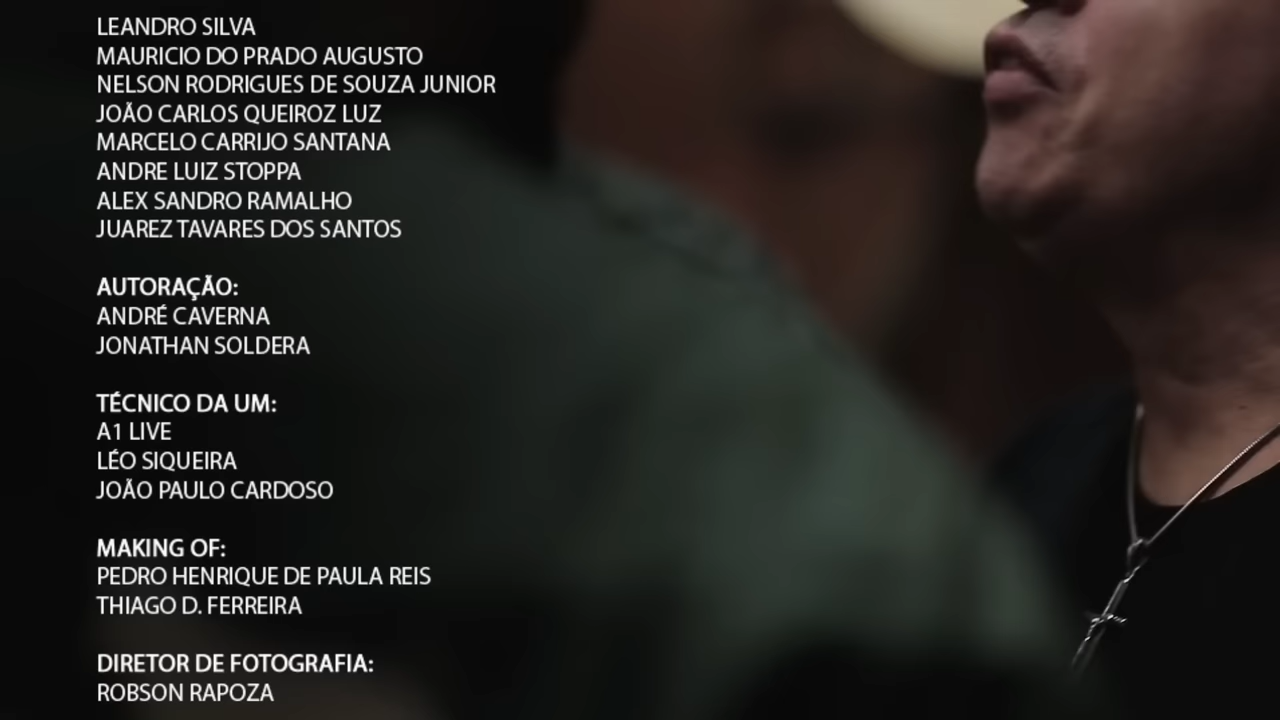 LEANDRO SILVA
MAURICIO DO PRADO AUGUSTO
NELSON RODRIGUES DE SOUZA JUNIOR
JOÃO CARLOS QUEIROZ LUZ
MARCELO CARRIJO SANTANA
ANDRE LUIZ STOPPA
ALEX SANDRO RAMALHO
JUAREZ TAVARES DOS SANTOS
AUTORAÇÃO:
ANDRÉ CAVERNA
JONATHAN SOLDERA
TÉCNICO DA UM:
A1 LIVE
LÉO SIQUEIRA
JOÃO PAULO CARDOSO
MAKING OF:
PEDRO HENRIQUE DE PAULA REIS
THIAGO D. FERREIRA
DIRETOR DE FOTOGRAFIA:
ROBSON RAPOZA